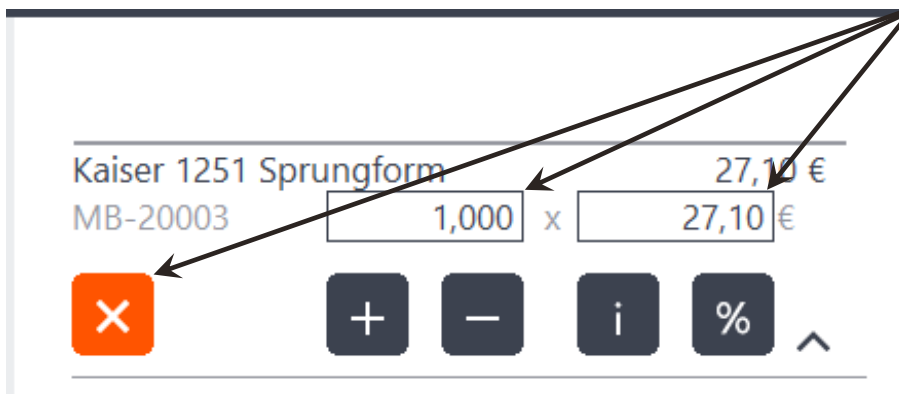 Kaiser 1251 Sprungform 27,10 €
MB-20003 1,000 x 27,10 €
+ − i %